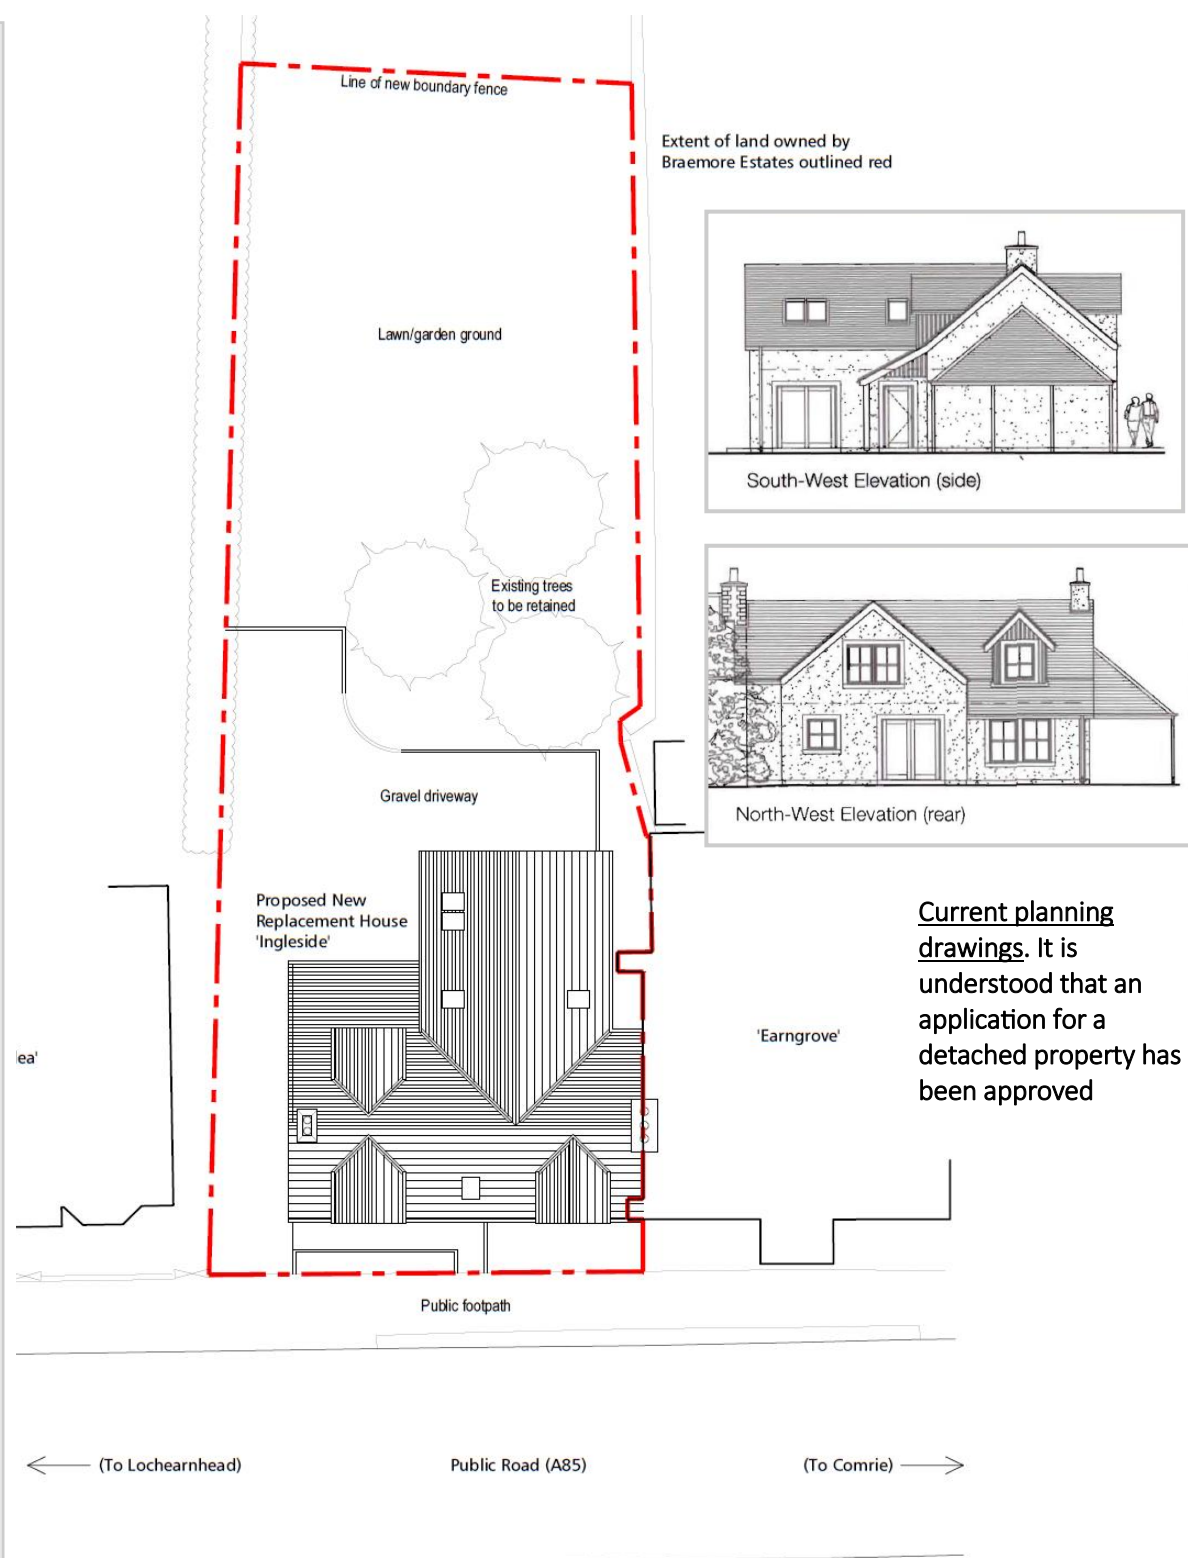 Line of new boundary fence
Extent of land owned by
Braemore Estates outlined red
Lawn/garden ground
South-West Elevation (side)
Existing trees
to be retained
North-West Elevation (rear)
Gravel driveway
Proposed New
Replacement House
'Ingleside'
Current planning
drawings. It is
understood that an
application for a
detached property has
been approved
'Earngrove'
lea'
Public footpath
(To Lochearnhead)
Public Road (A85)
(To Comrie)